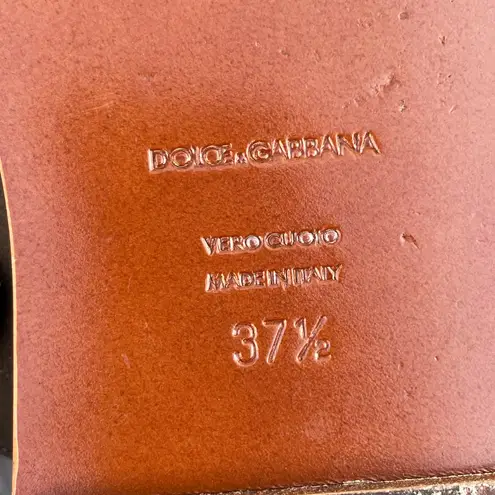 DOLCE & GABBANA
VERO CUOIO
MADE IN ITALY
37½